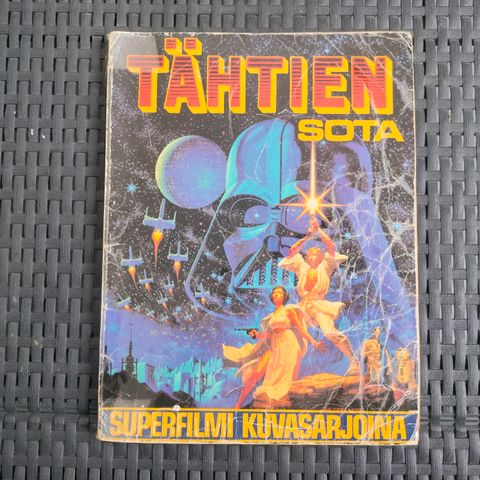 TÄHTIEN
SOTA
SUPERFILMI KUVASARJOINA